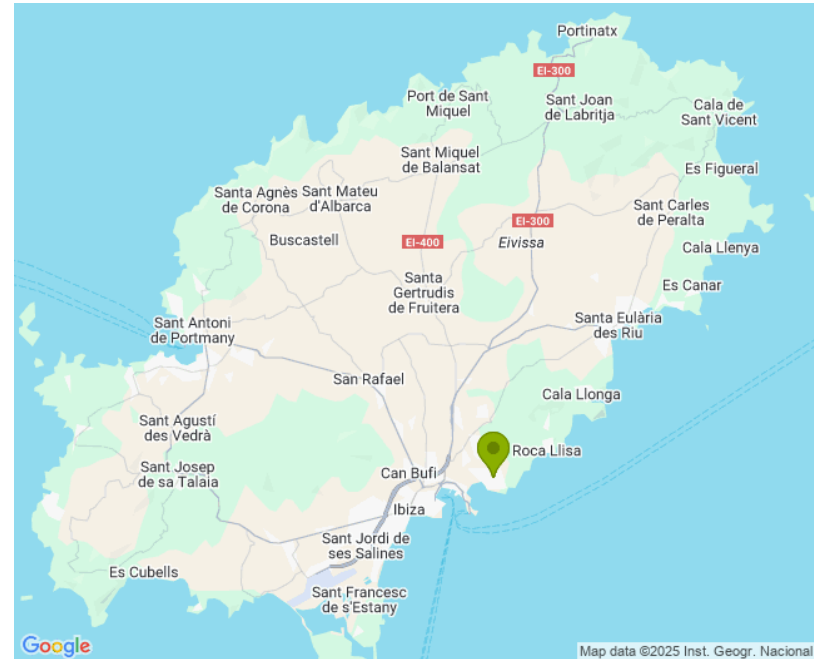 Portinatx
EI-300
Port de Sant
Miquel
Sant Joan
de Labritja
Cala de
Sant Vicent
Sant Miquel
de Balansat
Es Figueral
Santa Agnès
de Corona
Sant Mateu
d'Albarca
Sant Carles
de Peralta
EI-300
Buscastell
EI-400
Eivissa
Cala Llenya
Santa
Gertrudis
de Fruitera
Es Canar
Sant Antoni
de Portmany
Santa Eulària
des Riu
San Rafael
Cala Llonga
Sant Agustí
des Vedrà
Roca Llisa
Sant Josep
de sa Talaia
Can Bufi
Ibiza
Sant Jordi de
ses Salines
Es Cubells
Sant Francesc
de s'Estany
Google
Map data ©2025 Inst. Geogr. Nacional